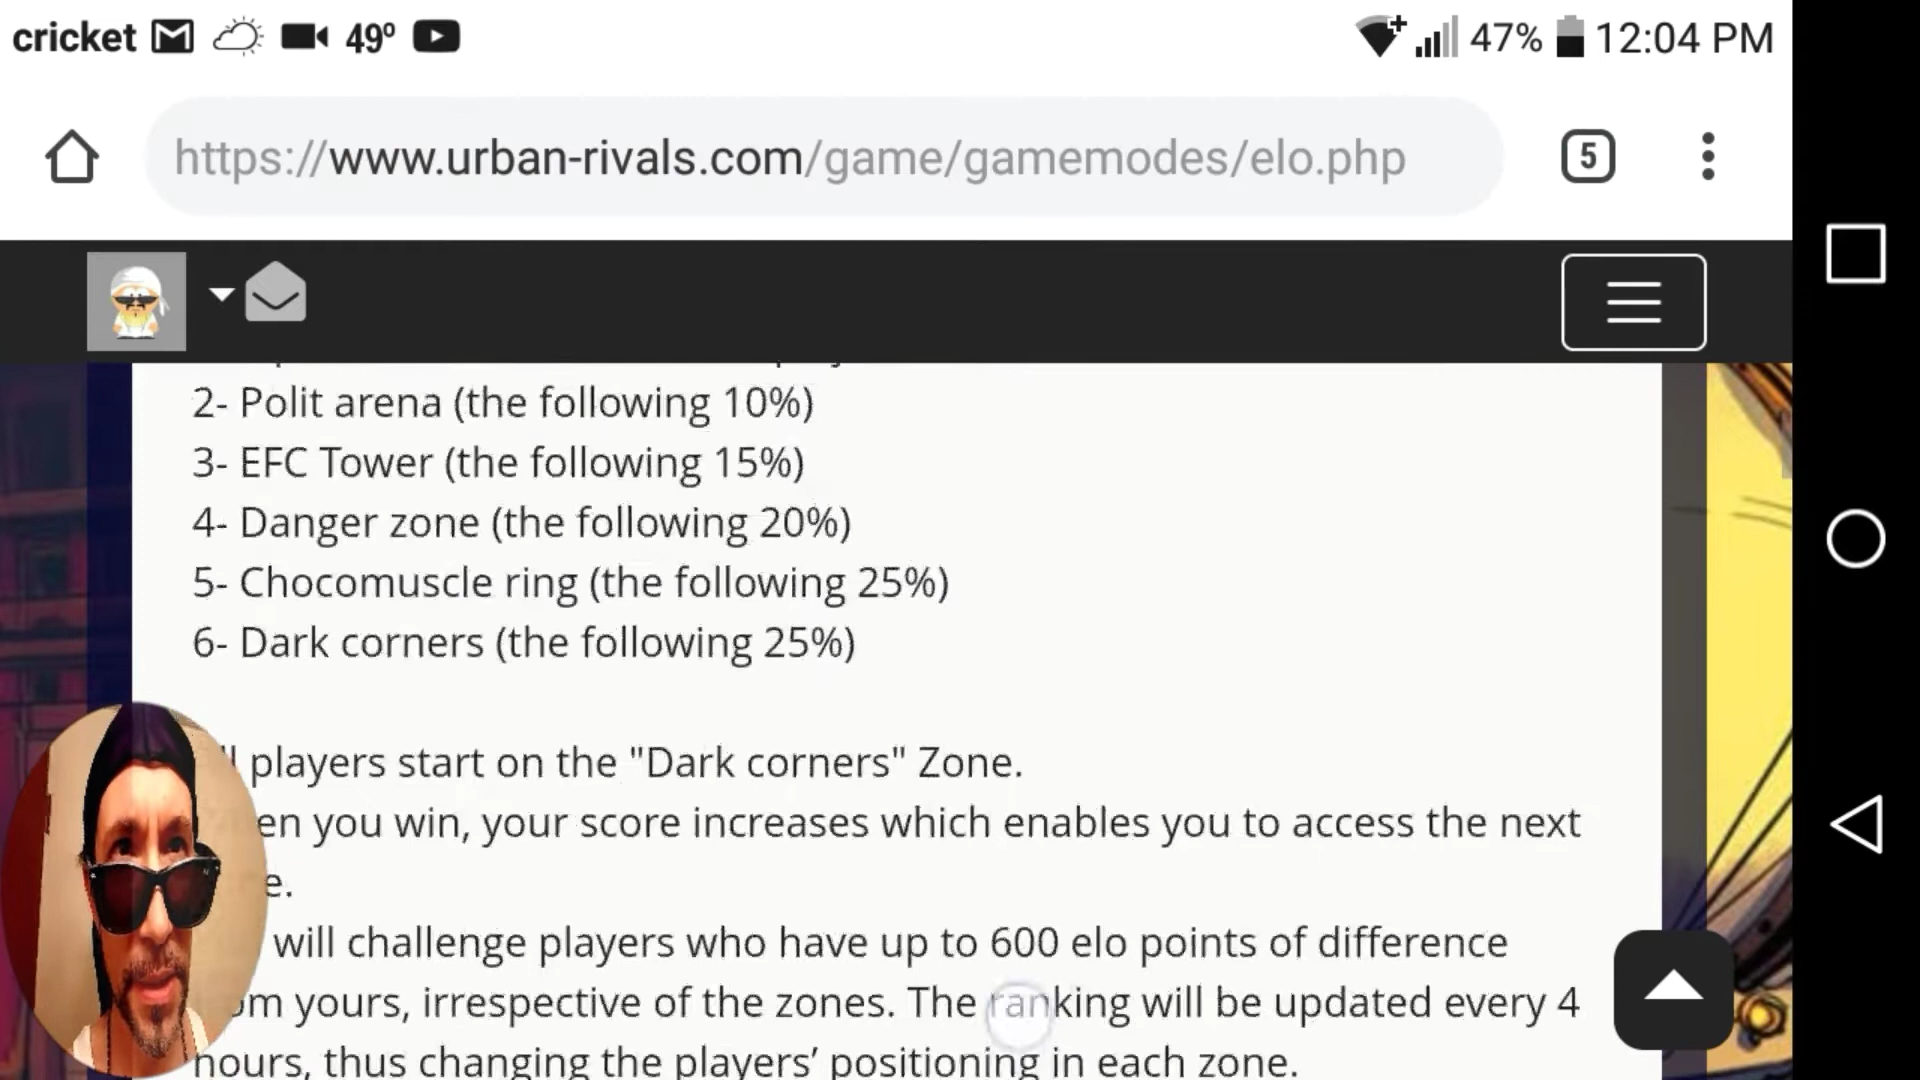 cricket 49° 47% 12:04 PM
https://www.urban-rivals.com/game/gamemodes/elo.php 5
2- Polit arena (the following 10%)
3- EFC Tower (the following 15%)
4- Danger zone (the following 20%)
5- Chocomuscle ring (the following 25%)
6- Dark corners (the following 25%)
players start on the "Dark corners" Zone.
you win, your score increases which enables you to access the next
will challenge players who have up to 600 elo points of difference
yours, irrespective of the zones. The ranking will be updated every 4
hours, thus changing the players’ positioning in each zone.